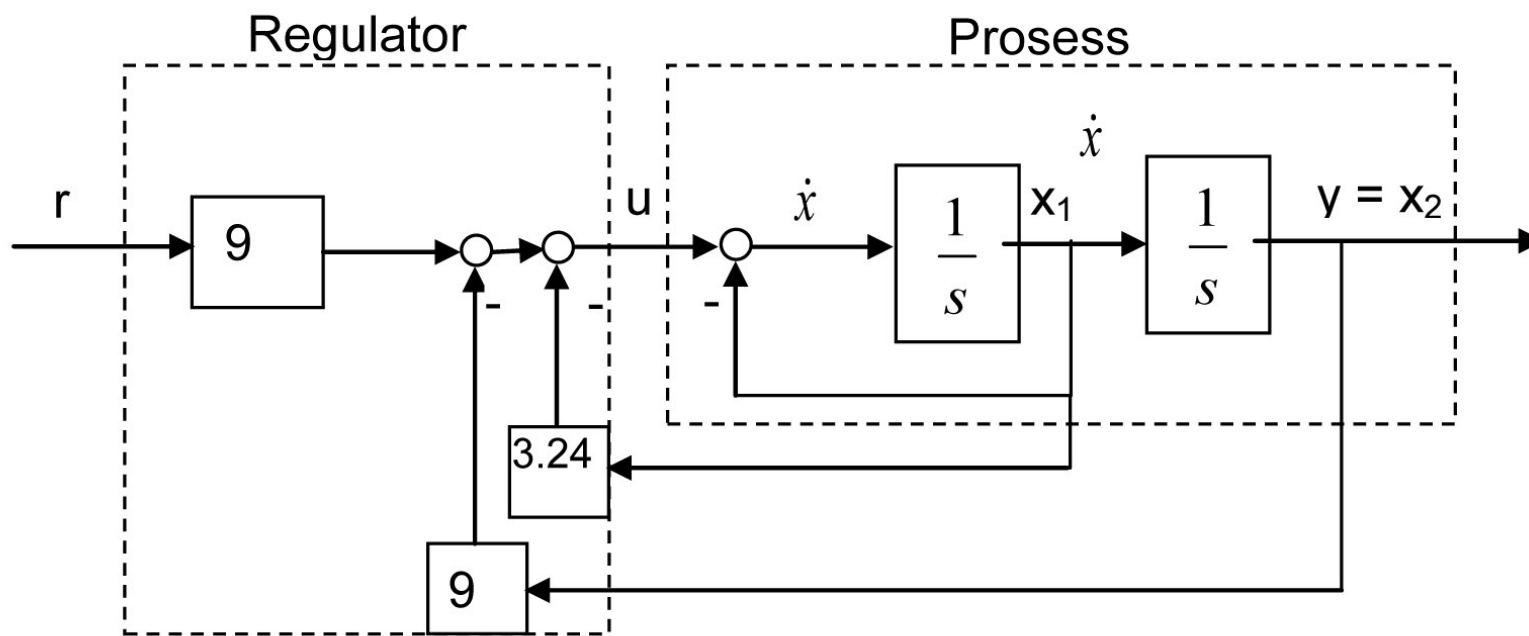 Regulator
Prosess
r
9
u
ẋ
1
s
x₁
ẋ
1
s
y = x₂
-
-
-
3.24
9